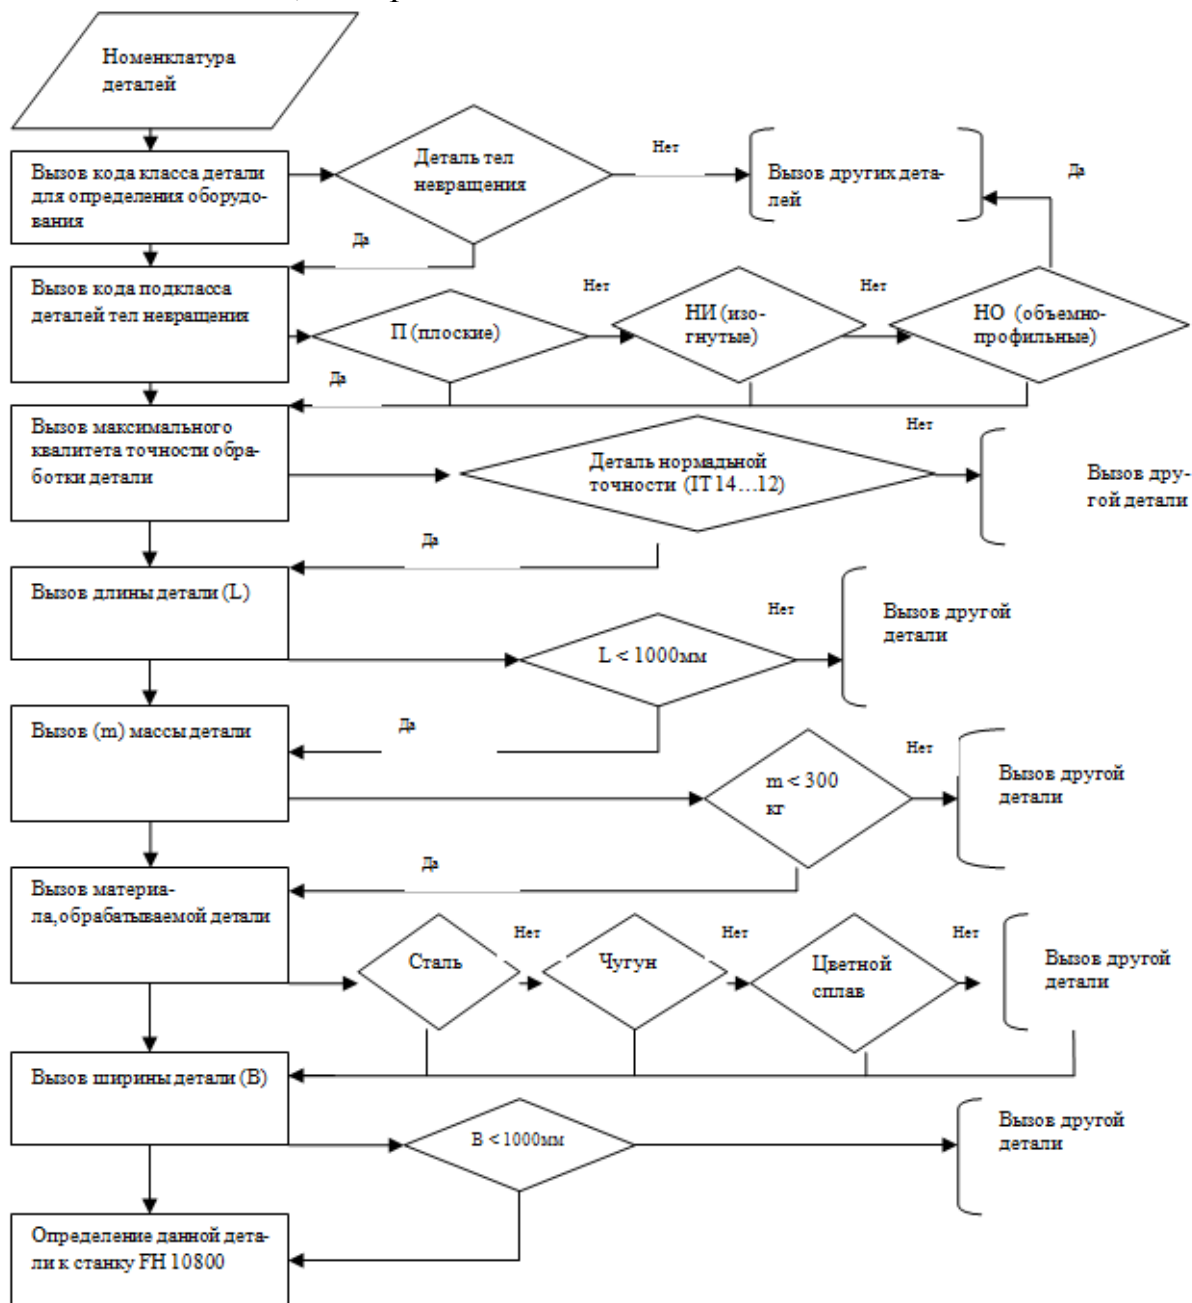 Номенклатура
деталей
Вызов кода класса детали
для определения оборудо-
вания
Деталь тел
невращения
Нет
Вызов других дета-
лей
Да
Да
Вызов кода подкласса
деталей тел невращения
П (плоские)
Нет
НИ (изо-
гнутые)
Нет
НО (объемно-
профильные)
Да
Вызов максимального
квалитета точности обра-
ботки детали
Деталь нормадьной
точности (IT 14…12)
Нет
Вызов дру-
гой детали
Да
Вызов длины детали (L)
L < 1000мм
Нет
Вызов другой
детали
Да
Вызов (m) массы детали
m < 300
кг
Нет
Вызов другой
детали
Да
Вызов материа-
ла,обрабатываемой детали
Сталь
Нет
Чугун
Нет
Цветной
сплав
Нет
Вызов другой
детали
Вызов ширины детали (В)
В < 1000мм
Вызов другой
детали
Определение данной дета-
ли к станку FH 10800